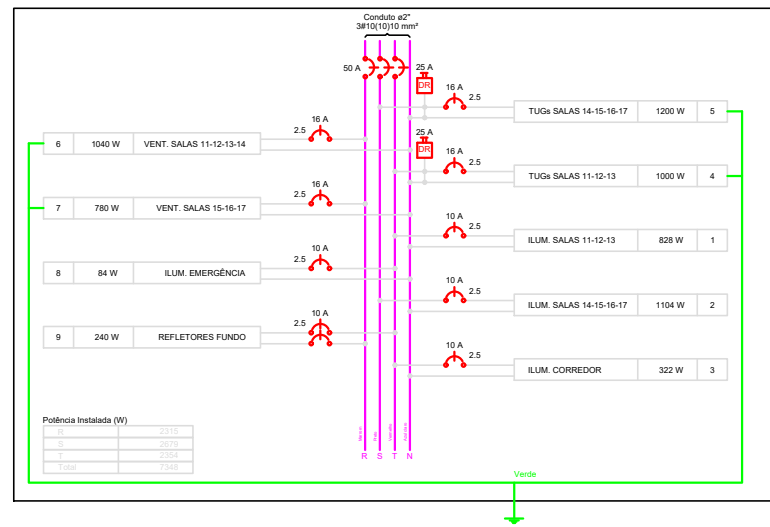 Conduto ø2"
3#10(10)10 mm²
50 A
25 A
DR
16 A
2.5
TUGs SALAS 14-15-16-17 1200 W 5
16 A
2.5
6 1040 W VENT. SALAS 11-12-13-14
25 A
DR
16 A
2.5
TUGs SALAS 11-12-13 1000 W 4
16 A
2.5
7 780 W VENT. SALAS 15-16-17
10 A
2.5
ILUM. SALAS 11-12-13 828 W 1
10 A
2.5
8 84 W ILUM. EMERGÊNCIA
10 A
2.5
ILUM. SALAS 14-15-16-17 1104 W 2
10 A
2.5
9 240 W REFLETORES FUNDO
10 A
2.5
ILUM. CORREDOR 322 W 3
Potência Instalada (W)
R 2315
S 2679
T 2354
Total 7348
R S T N
Verde